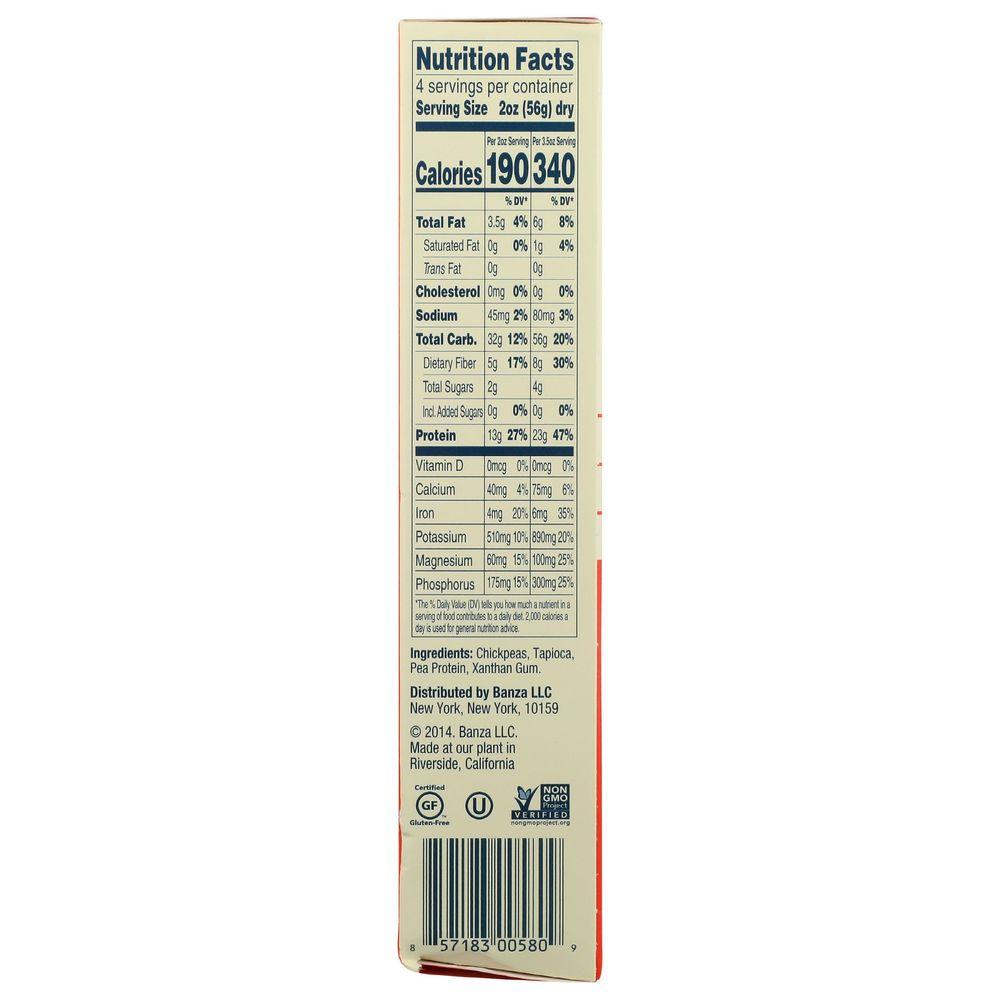 Nutrition Facts
4 servings per container
Serving Size 2oz (56g) dry
Per 2oz Serving Per 3.5oz Serving
Calories 190 340
% DV* % DV*
Total Fat 3.5g 4% 6g 8%
Saturated Fat 0g 0% 1g 4%
Trans Fat 0g 0g
Cholesterol 0mg 0% 0g 0%
Sodium 45mg 2% 80mg 3%
Total Carb. 32g 12% 56g 20%
Dietary Fiber 5g 17% 8g 30%
Total Sugars 2g 4g
Incl. Added Sugars 0g 0% 0g 0%
Protein 13g 27% 23g 47%
Vitamin D 0mcg 0% 0mcg 0%
Calcium 40mg 4% 75mg 6%
Iron 4mg 20% 6mg 35%
Potassium 510mg 10% 890mg 20%
Magnesium 60mg 15% 100mg 25%
Phosphorus 175mg 15% 300mg 25%
*The % Daily Value (DV) tells you how much a nutrient in a
serving of food contributes to a daily diet. 2,000 calories a
day is used for general nutrition advice.
Ingredients: Chickpeas, Tapioca,
Pea Protein, Xanthan Gum.
Distributed by Banza LLC
New York, New York, 10159
© 2014. Banza LLC.
Made at our plant in
Riverside, California
Certified
GF
™
Gluten-Free
U
NON
GMO
Project
VERIFIED
nongmoproject.org
8 57183 00580 9